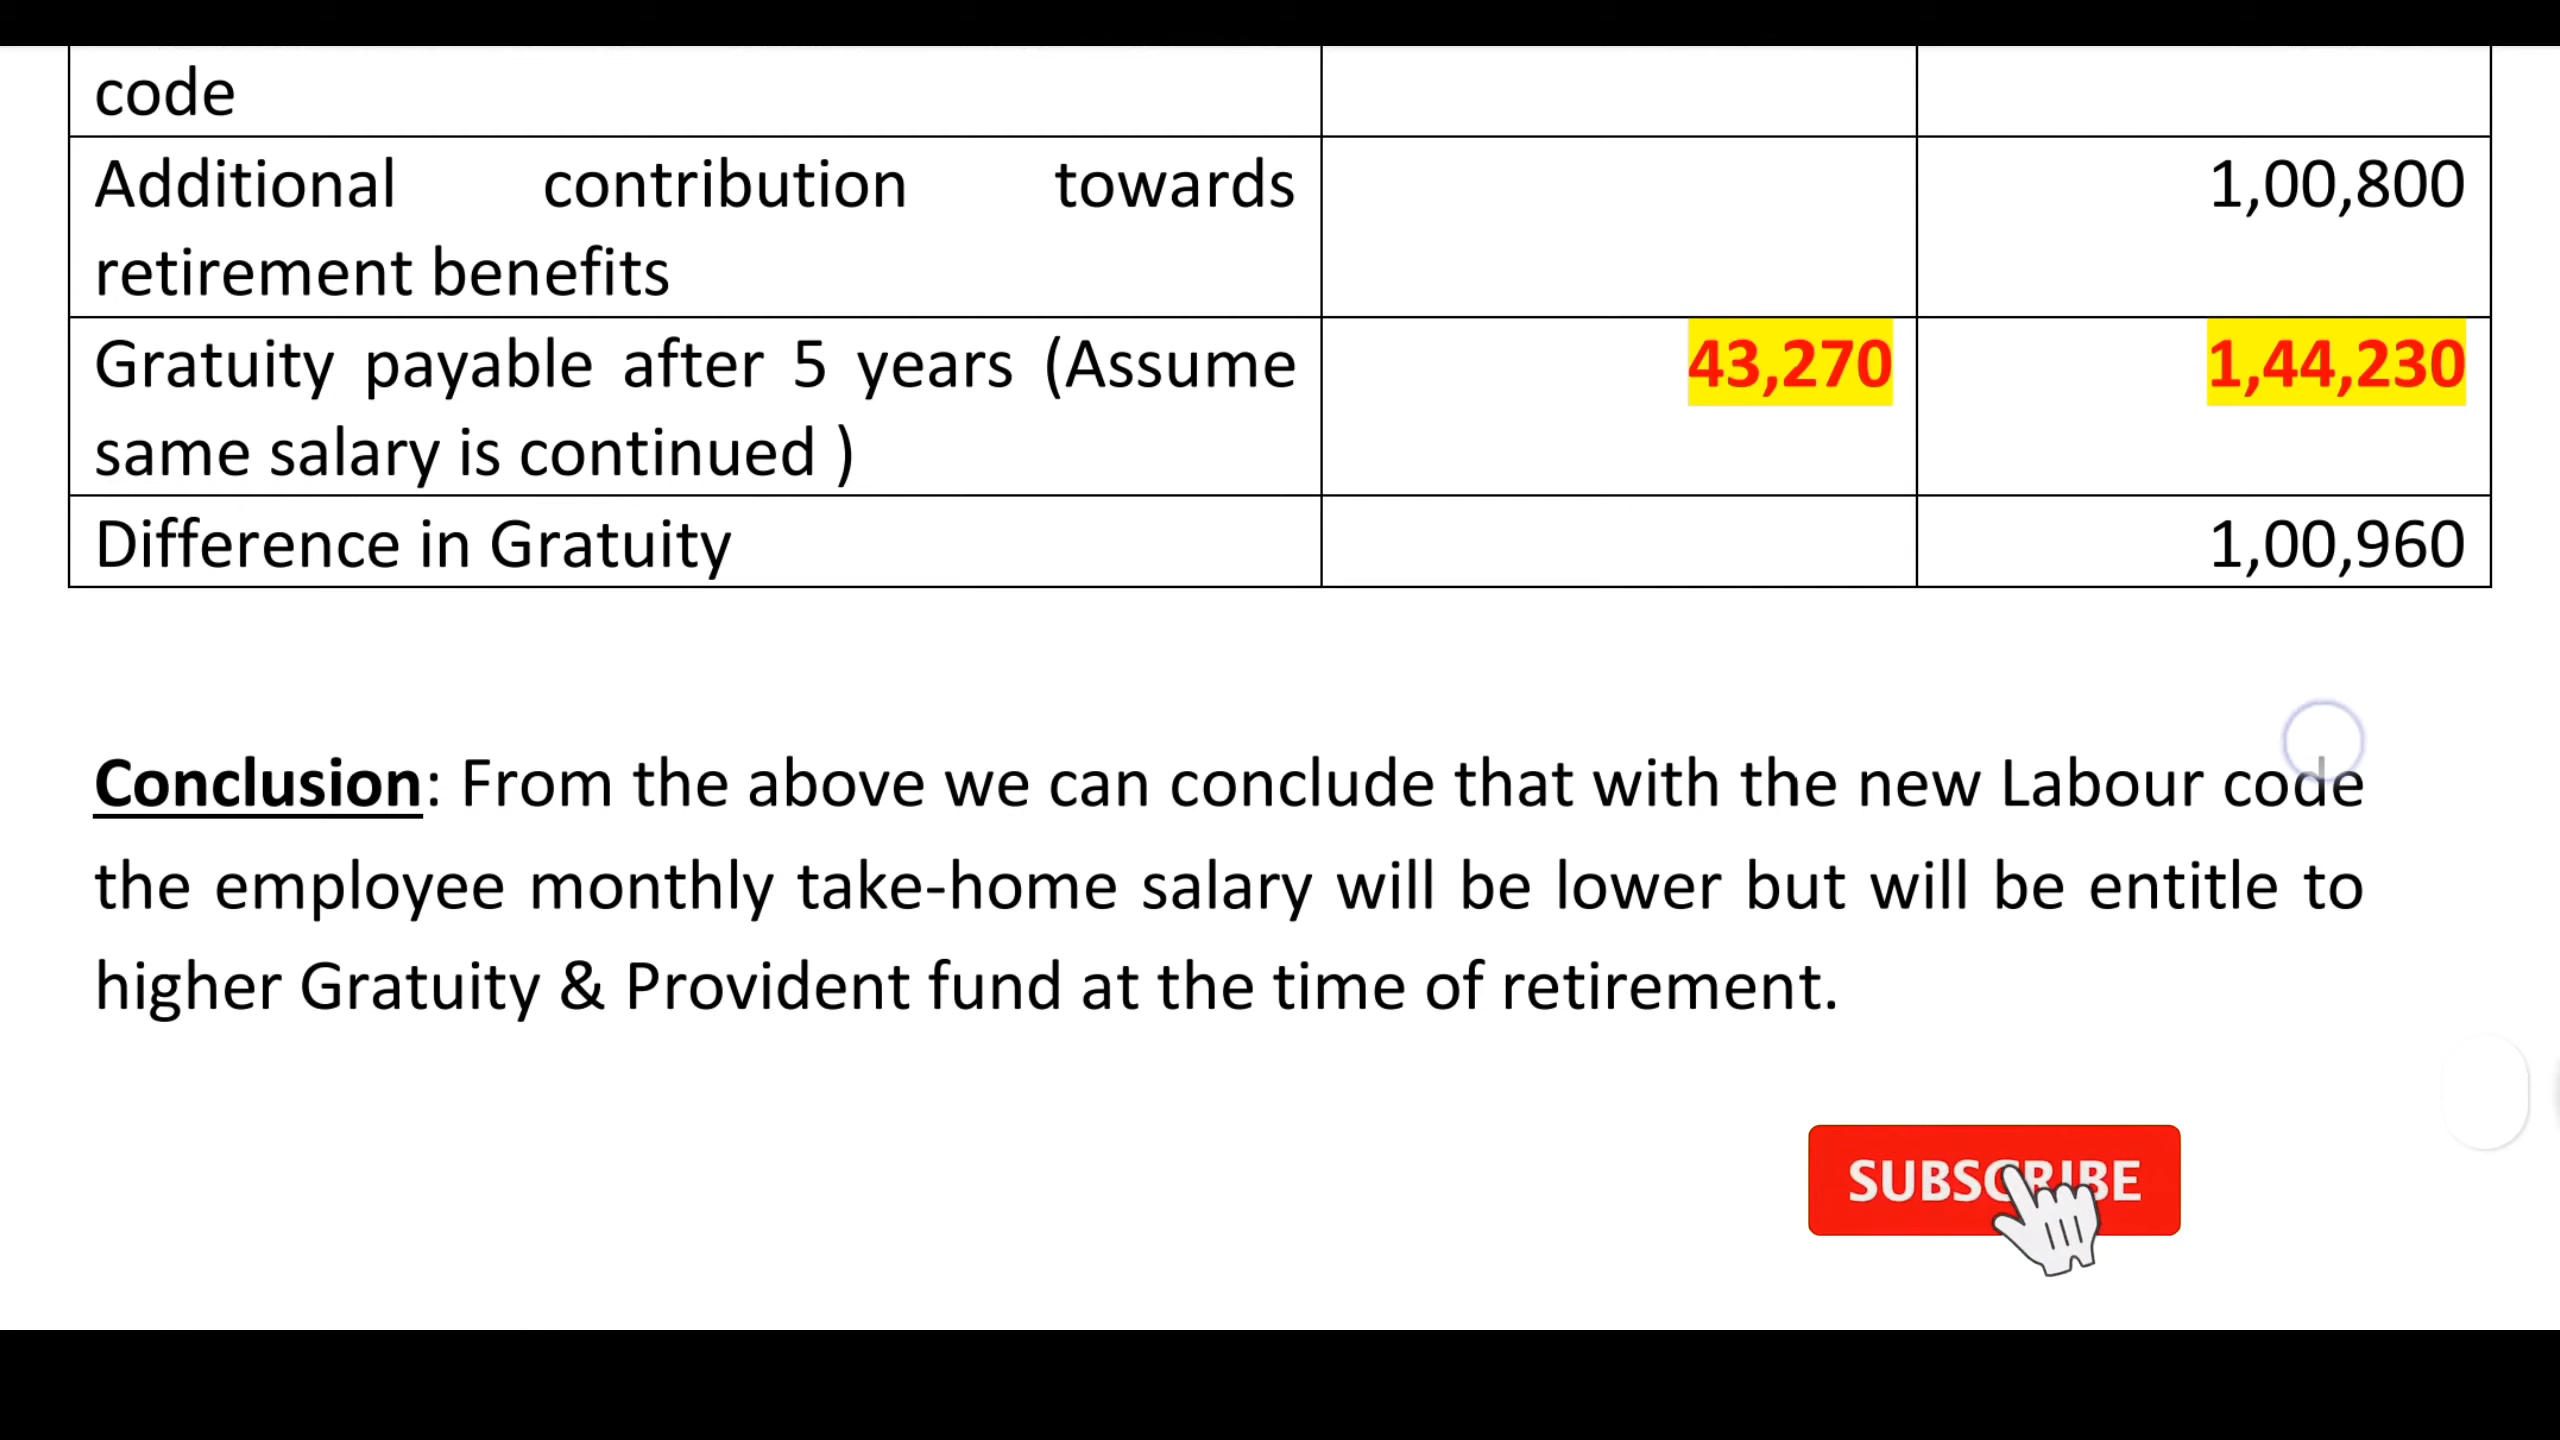 code
Additional contribution towards 1,00,800
retirement benefits
Gratuity payable after 5 years (Assume 43,270 1,44,230
same salary is continued )
Difference in Gratuity 1,00,960
Conclusion: From the above we can conclude that with the new Labour code
the employee monthly take-home salary will be lower but will be entitle to
higher Gratuity & Provident fund at the time of retirement.
SUBSCRIBE